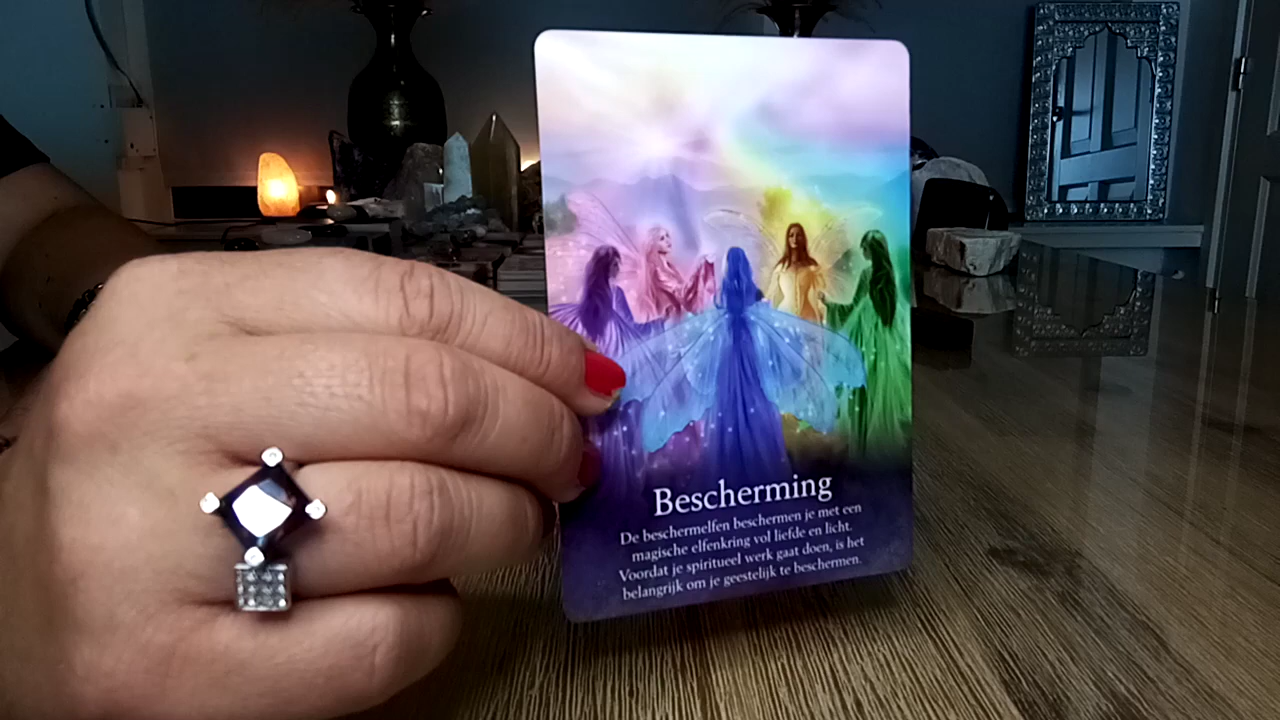 Bescherming
De beschermelfen beschermen je met een
magische elfenkring vol liefde en licht.
Voordat je spiritueel werk gaat doen, is het
belangrijk om je geestelijk te beschermen.